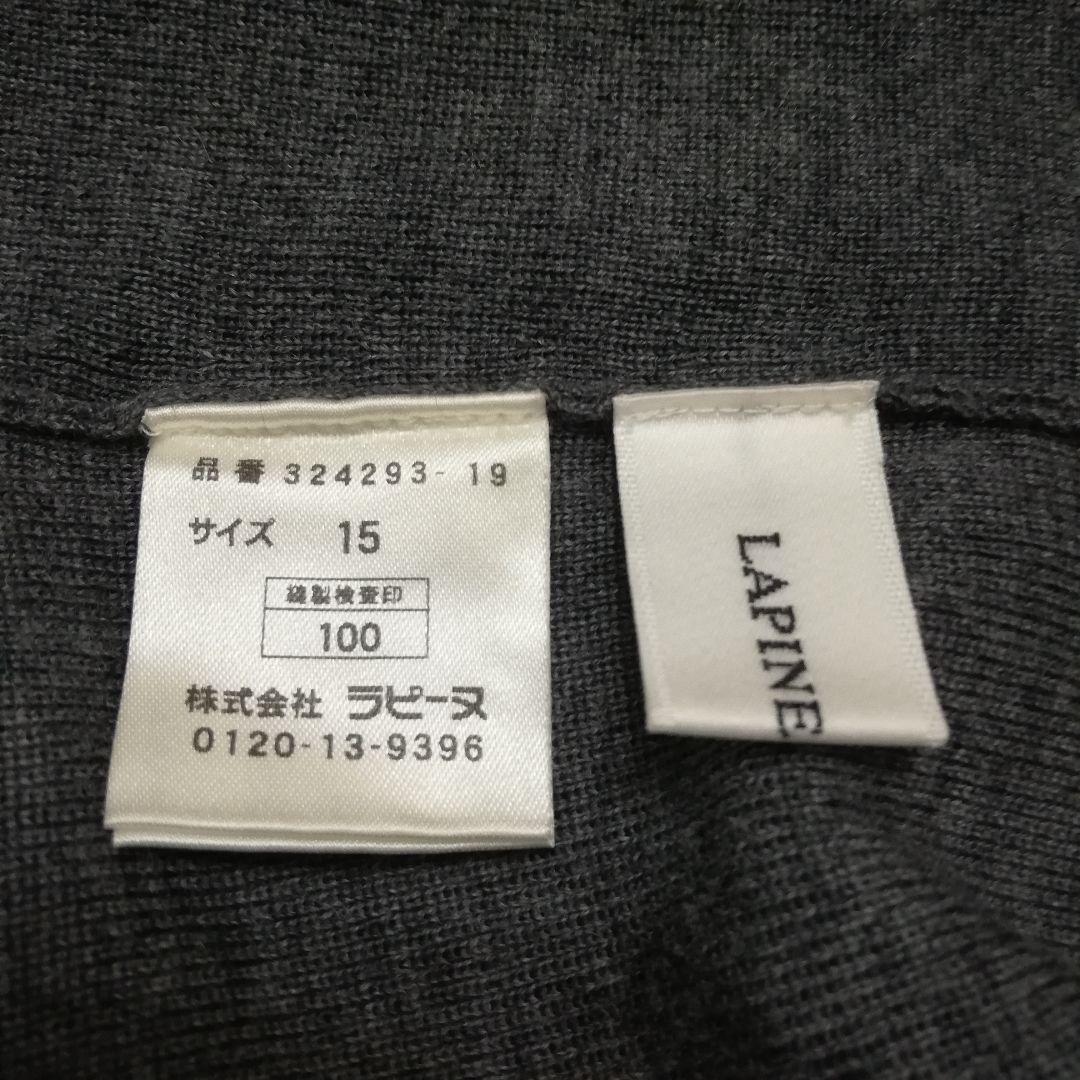 品番 324293-19
サイズ 15
縫製検査印
100
株式会社 ラピーヌ
0120-13-9396
LAPINE